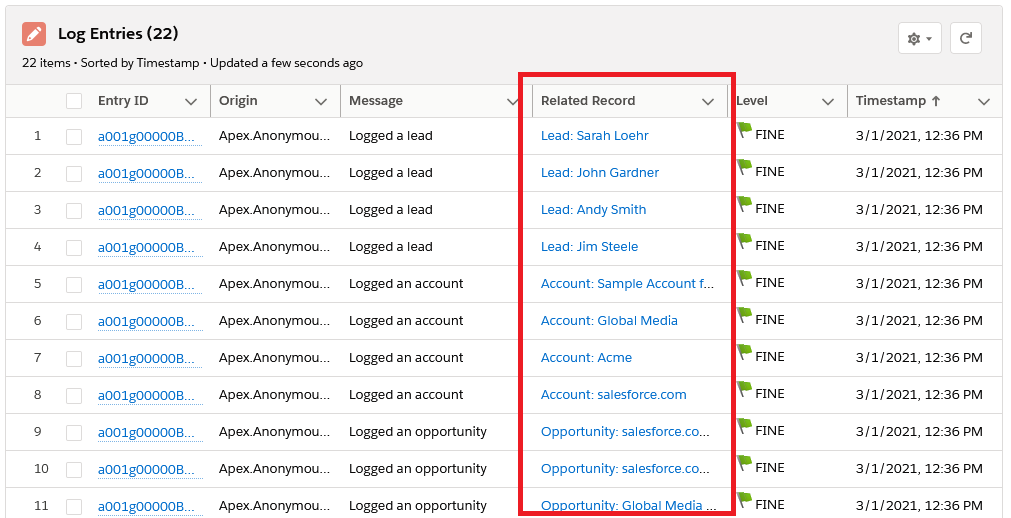 Log Entries (22)
22 items • Sorted by Timestamp • Updated a few seconds ago
Entry ID Origin Message Related Record Level Timestamp
1 a001g00000B... Apex.Anonymou... Logged a lead Lead: Sarah Loehr FINE 3/1/2021, 12:36 PM
2 a001g00000B... Apex.Anonymou... Logged a lead Lead: John Gardner FINE 3/1/2021, 12:36 PM
3 a001g00000B... Apex.Anonymou... Logged a lead Lead: Andy Smith FINE 3/1/2021, 12:36 PM
4 a001g00000B... Apex.Anonymou... Logged a lead Lead: Jim Steele FINE 3/1/2021, 12:36 PM
5 a001g00000B... Apex.Anonymou... Logged an account Account: Sample Account f... FINE 3/1/2021, 12:36 PM
6 a001g00000B... Apex.Anonymou... Logged an account Account: Global Media FINE 3/1/2021, 12:36 PM
7 a001g00000B... Apex.Anonymou... Logged an account Account: Acme FINE 3/1/2021, 12:36 PM
8 a001g00000B... Apex.Anonymou... Logged an account Account: salesforce.com FINE 3/1/2021, 12:36 PM
9 a001g00000B... Apex.Anonymou... Logged an opportunity Opportunity: salesforce.co... FINE 3/1/2021, 12:36 PM
10 a001g00000B... Apex.Anonymou... Logged an opportunity Opportunity: salesforce.co... FINE 3/1/2021, 12:36 PM
11 a001g00000B... Apex.Anonymou... Logged an opportunity Opportunity: Global Media ... FINE 3/1/2021, 12:36 PM